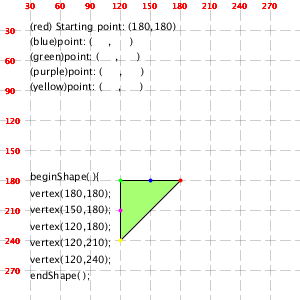 30 60 90 120 150 180 210 240 270
30 (red) Starting point: (180,180)
(blue)point: (    ,    )
60 (green)point: (    ,    )
(purple)point: (    ,    )
90 (yellow)point: (    ,    )
120
150
beginShape(){
180
vertex(180,180);
vertex(150,180);
210
vertex(120,180);
vertex(120,210);
240
vertex(120,240);
270 endShape();